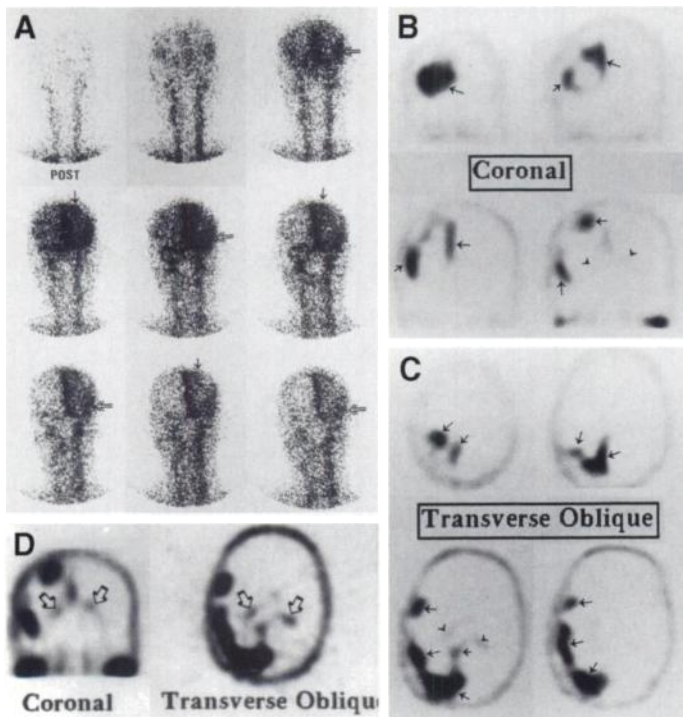 A
B
POST
Coronal
C
Transverse Oblique
D
Coronal
Transverse Oblique